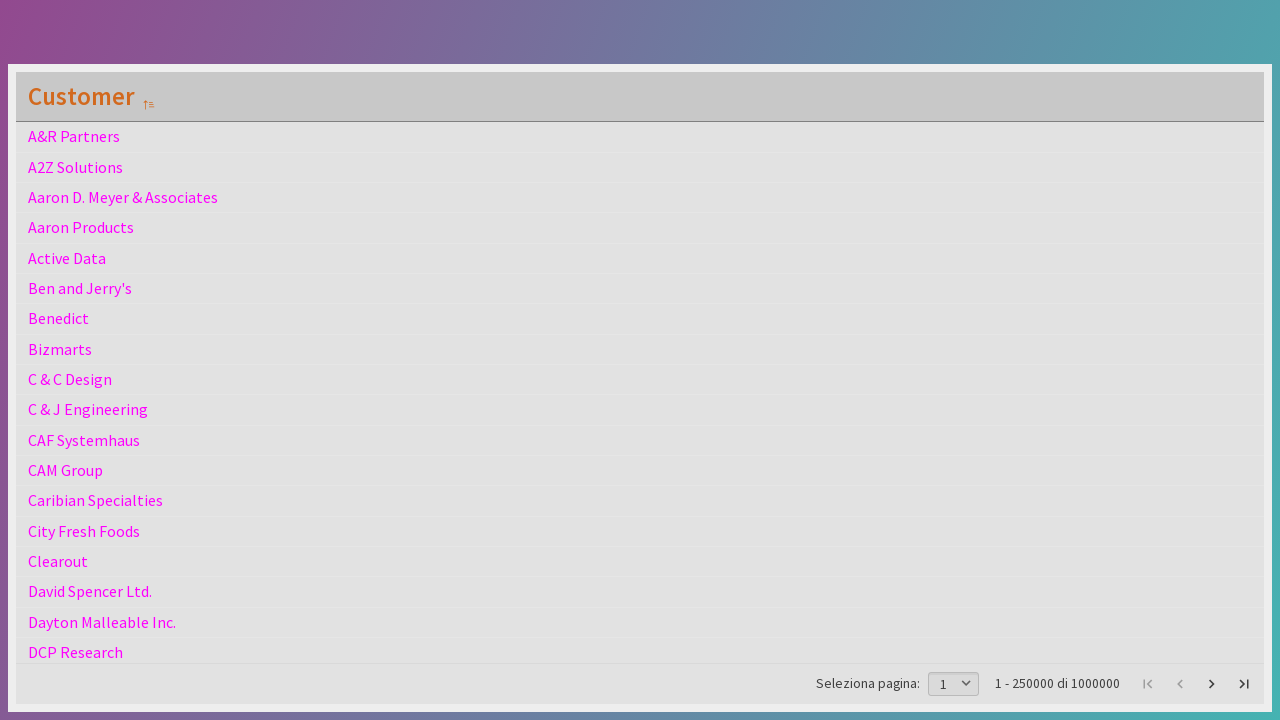 Customer
A&R Partners
A2Z Solutions
Aaron D. Meyer & Associates
Aaron Products
Active Data
Ben and Jerry's
Benedict
Bizmarts
C & C Design
C & J Engineering
CAF Systemhaus
CAM Group
Caribian Specialties
City Fresh Foods
Clearout
David Spencer Ltd.
Dayton Malleable Inc.
DCP Research
Seleziona pagina: 1 1 - 250000 di 1000000